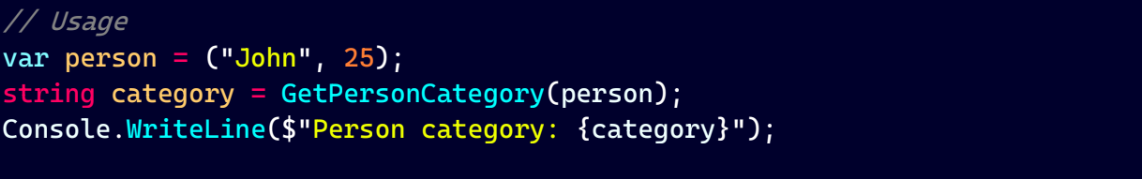 // Usage
var person = ("John", 25);
string category = GetPersonCategory(person);
Console.WriteLine($"Person category: {category}");